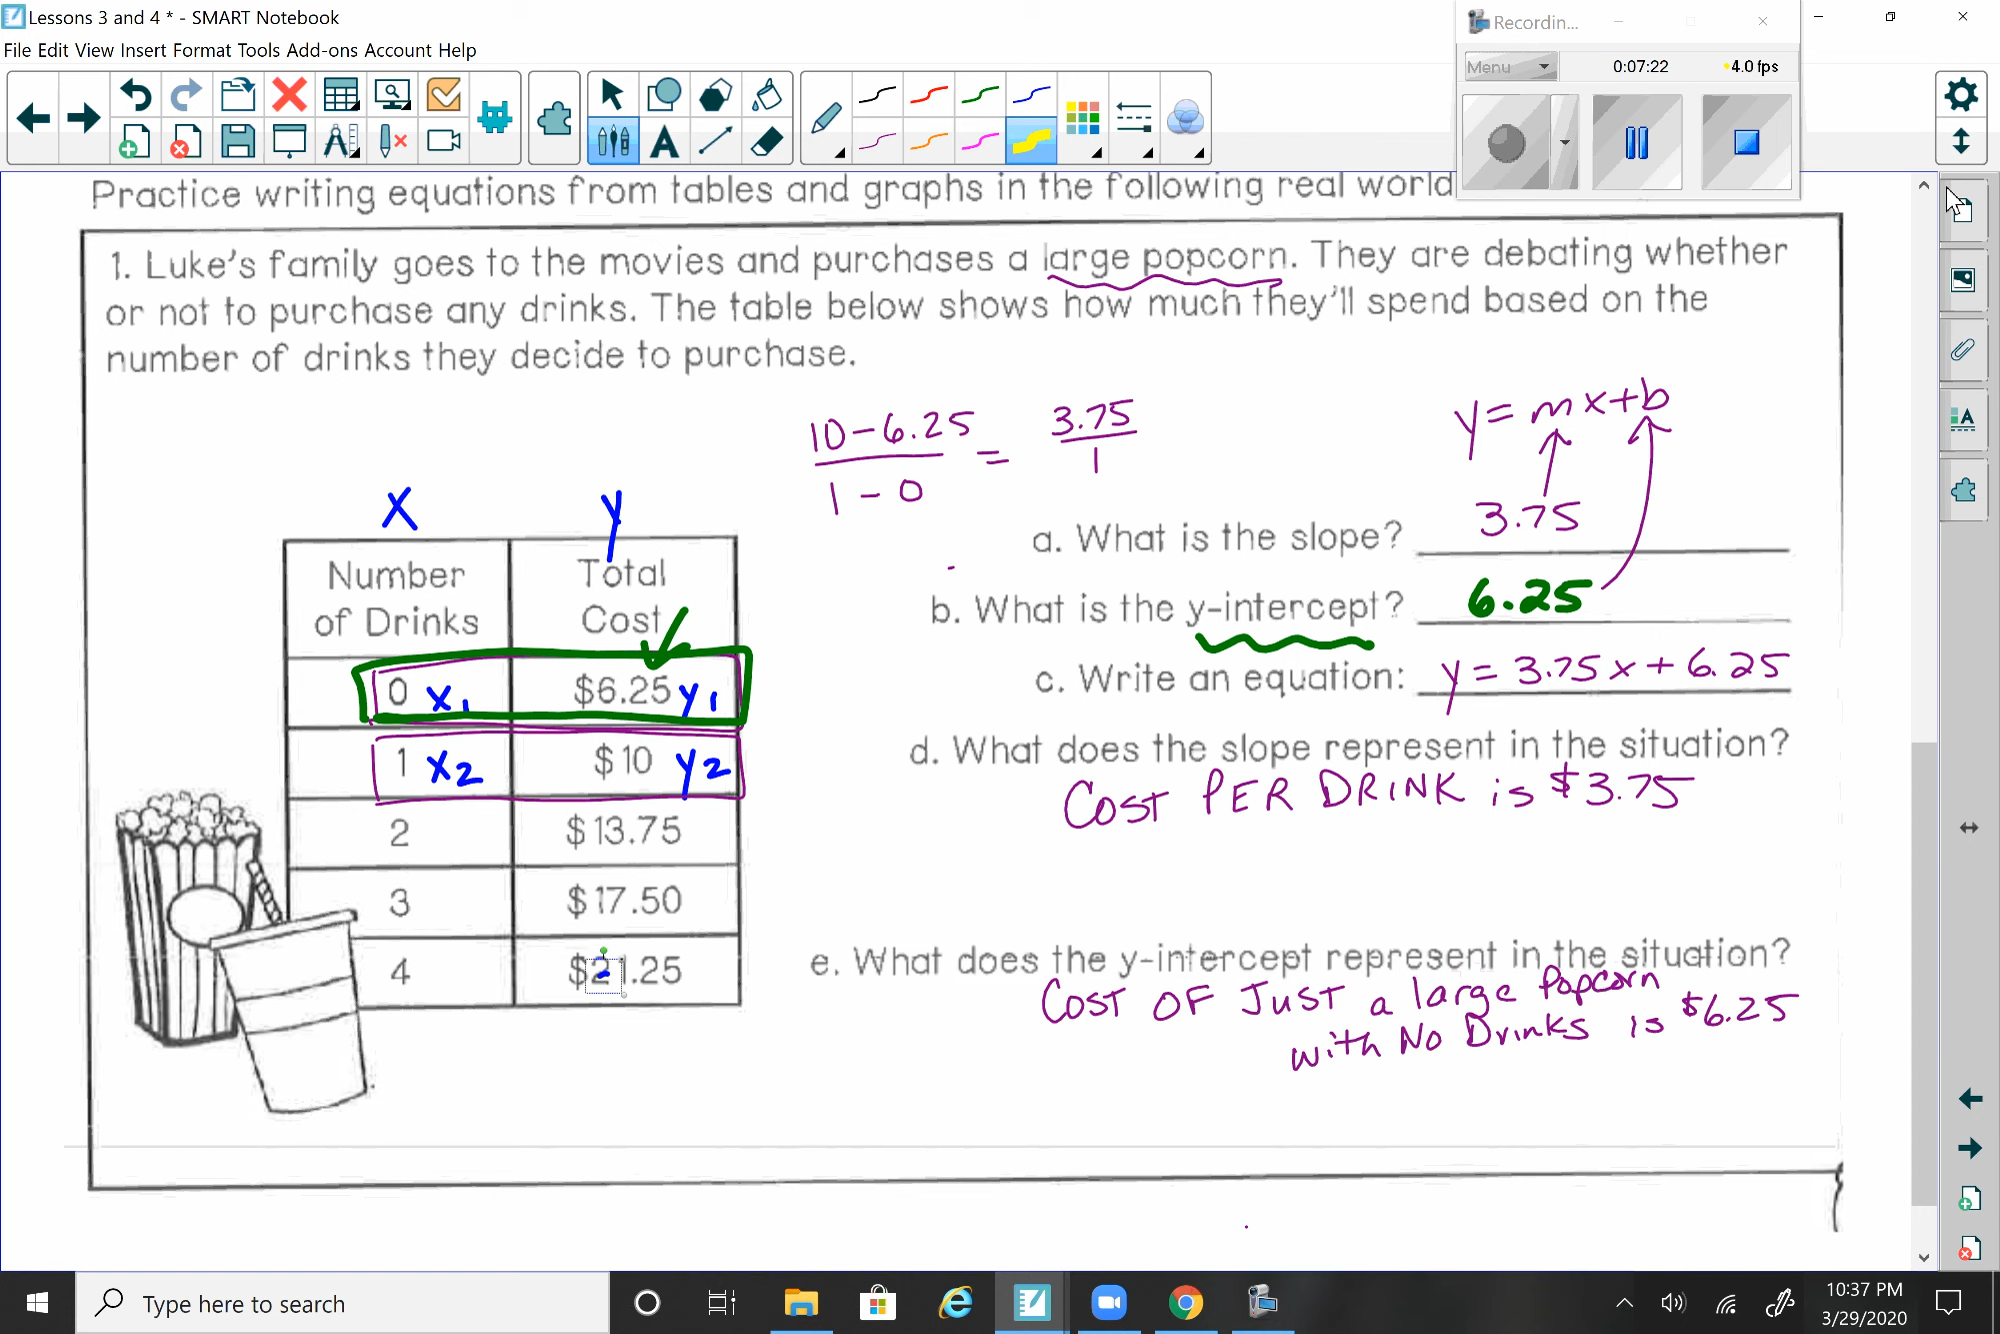 Lessons 3 and 4 * - SMART Notebook
File Edit View Insert Format Tools Add-ons Account Help
Recordin...
Menu
0:07:22
4.0 fps
Practice writing equations from tables and graphs in the following real world
1. Luke's family goes to the movies and purchases a large popcorn. They are debating whether
or not to purchase any drinks. The table below shows how much they'll spend based on the
number of drinks they decide to purchase.
10-6.25 = 3.75
1-0 1
y = mx+b
x y
Number of Drinks Total Cost
0 x1 $6.25 y1
1 x2 $10 y2
2 $13.75
3 $17.50
4 $21.25
a. What is the slope? 3.75
b. What is the y-intercept? 6.25
c. Write an equation: y = 3.75x + 6.25
d. What does the slope represent in the situation?
COST PER DRINK is $3.75
e. What does the y-intercept represent in the situation?
COST OF JUST a large Popcorn
with No Drinks is $6.25
Type here to search
10:37 PM
3/29/2020